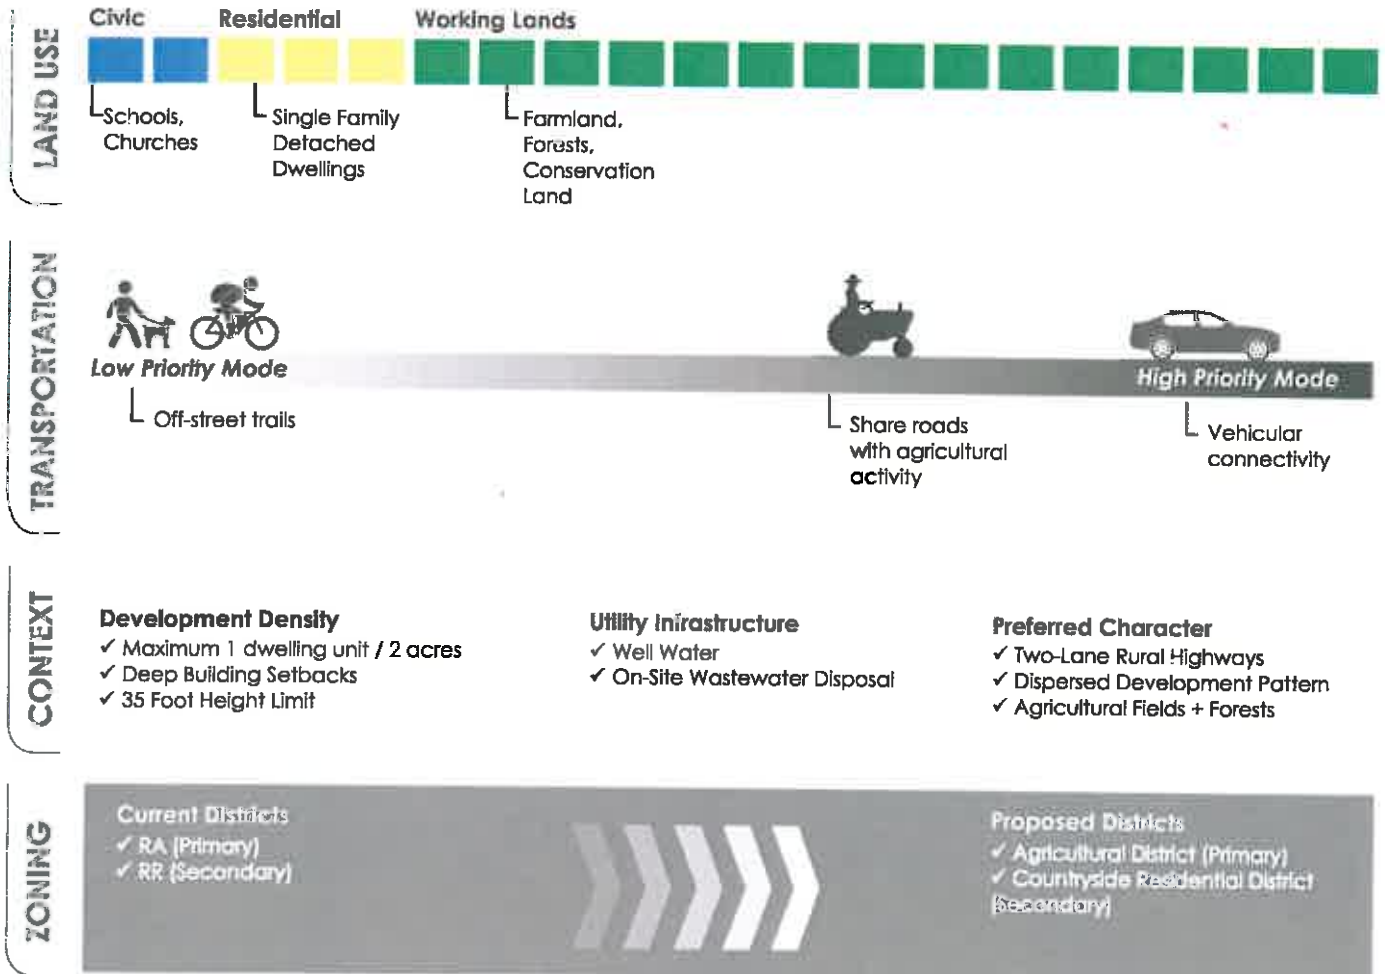 LAND USE
Civic
Residential
Working Lands
Schools,
Churches
Single Family
Detached
Dwellings
Farmland,
Forests,
Conservation
Land
TRANSPORTATION
Low Priority Mode
High Priority Mode
Off-street trails
Share roads
with agricultural
activity
Vehicular
connectivity
CONTEXT
Development Density
✓ Maximum 1 dwelling unit / 2 acres
✓ Deep Building Setbacks
✓ 35 Foot Height Limit
Utility Infrastructure
✓ Well Water
✓ On-Site Wastewater Disposal
Preferred Character
✓ Two-Lane Rural Highways
✓ Dispersed Development Pattern
✓ Agricultural Fields + Forests
ZONING
Current Districts
✓ RA (Primary)
✓ RR (Secondary)
Proposed Districts
✓ Agricultural District (Primary)
✓ Countryside Residential District
(Secondary)